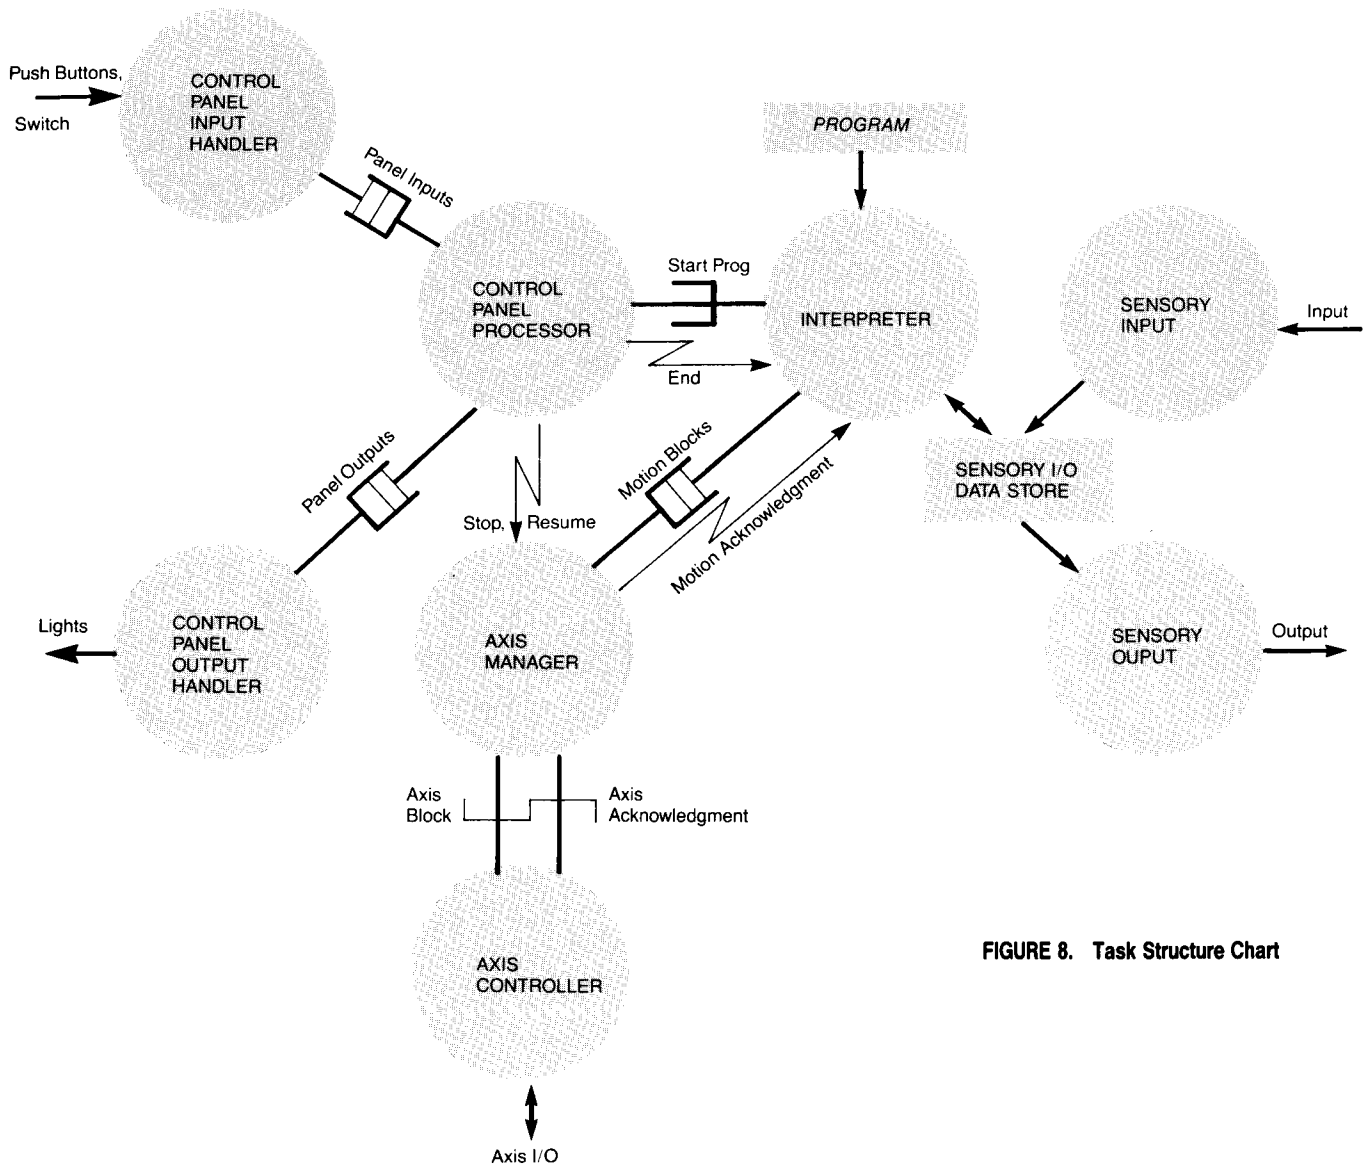 Push Buttons,
Switch
CONTROL
PANEL
INPUT
HANDLER
Panel Inputs
PROGRAM
CONTROL
PANEL
PROCESSOR
Start Prog
End
INTERPRETER
SENSORY
INPUT
Input
Panel Outputs
Stop, Resume
Motion Blocks
Motion Acknowledgment
SENSORY I/O
DATA STORE
Lights
CONTROL
PANEL
OUTPUT
HANDLER
AXIS
MANAGER
SENSORY
OUPUT
Output
Axis
Block
Axis
Acknowledgment
AXIS
CONTROLLER
Axis I/O
FIGURE 8. Task Structure Chart